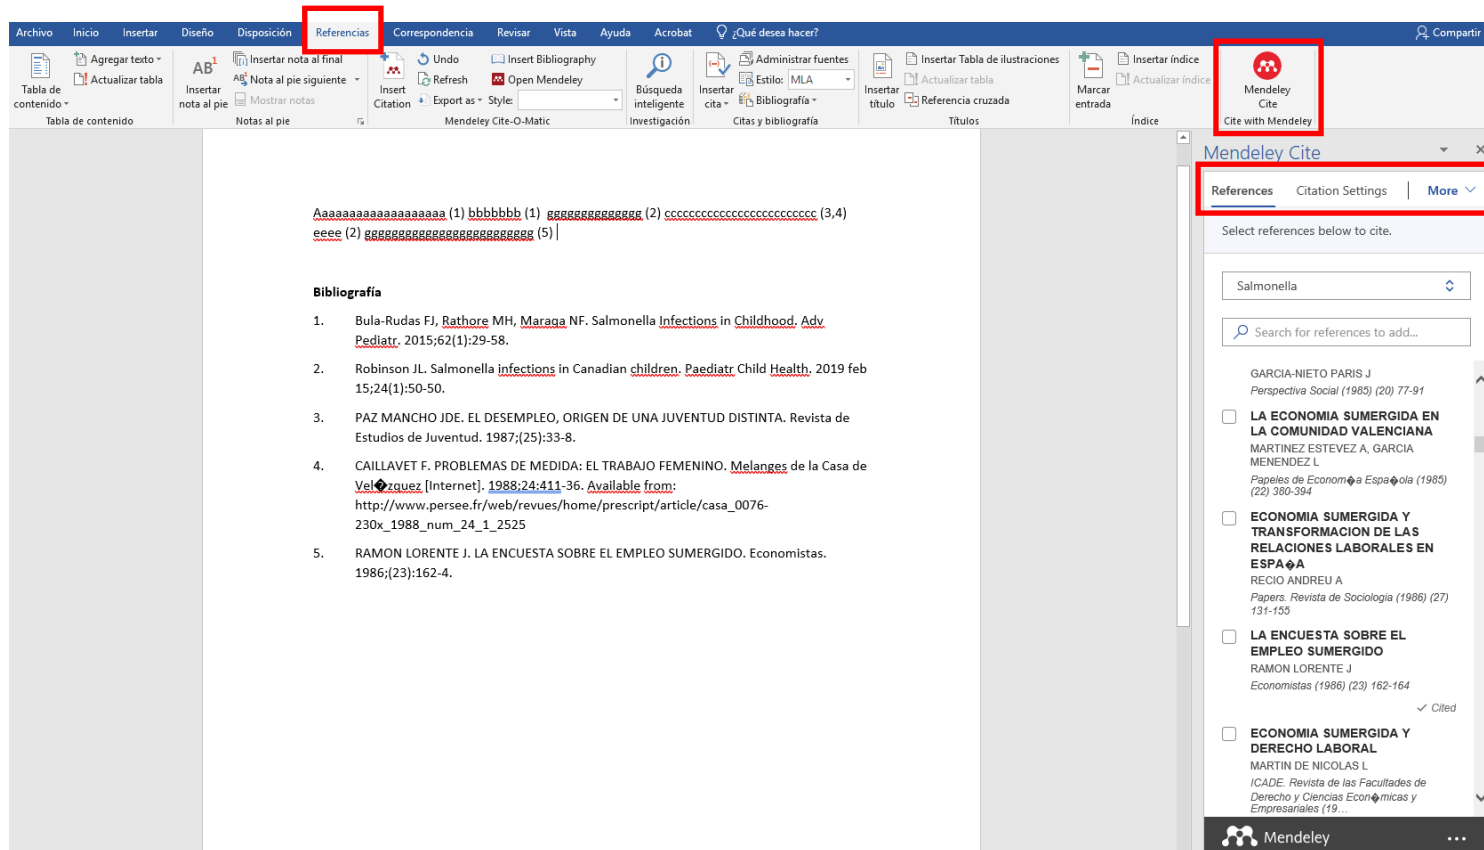 Archivo Inicio Insertar Diseño Disposición Referencias Correspondencia Revisar Vista Ayuda Acrobat ¿Qué desea hacer? Compartir
Tabla de contenido
Agregar texto
Actualizar tabla
Tabla de contenido
AB1
Insertar nota al pie
Insertar nota al final
Nota al pie siguiente
Mostrar notas
Notas al pie
Insert Citation
Undo
Refresh
Export as
Insert Bibliography
Open Mendeley
Style:
Mendeley Cite-O-Matic
Búsqueda inteligente
Investigación
Insertar cita
Administrar fuentes
Estilo: MLA
Bibliografía
Citas y bibliografía
Insertar título
Insertar Tabla de ilustraciones
Actualizar tabla
Referencia cruzada
Títulos
Marcar entrada
Insertar índice
Actualizar índice
Índice
Mendeley Cite
Cite with Mendeley
Aaaaaaaaaaaaaaaaaaa (1) bbbbbbb (1) gggggggggggggg (2) ccccccccccccccccccccccccc (3,4)
eeee (2) ggggggggggggggggggggggggg (5)
Bibliografía
1. Bula-Rudas FJ, Rathore MH, Maraqa NF. Salmonella Infections in Childhood. Adv
Pediatr. 2015;62(1):29-58.
2. Robinson JL. Salmonella infections in Canadian children. Paediatr Child Health. 2019 feb
15;24(1):50-50.
3. PAZ MANCHO JDE. EL DESEMPLEO, ORIGEN DE UNA JUVENTUD DISTINTA. Revista de
Estudios de Juventud. 1987;(25):33-8.
4. CAILLAVET F. PROBLEMAS DE MEDIDA: EL TRABAJO FEMENINO. Melanges de la Casa de
Vel�zquez [Internet]. 1988;24:411-36. Available from:
http://www.persee.fr/web/revues/home/prescript/article/casa_0076-
230x_1988_num_24_1_2525
5. RAMON LORENTE J. LA ENCUESTA SOBRE EL EMPLEO SUMERGIDO. Economistas.
1986;(23):162-4.
Mendeley Cite
References Citation Settings More
Select references below to cite.
Salmonella
Search for references to add...
GARCIA-NIETO PARIS J
Perspectiva Social (1985) (20) 77-91
LA ECONOMIA SUMERGIDA EN
LA COMUNIDAD VALENCIANA
MARTINEZ ESTEVEZ A, GARCIA
MENENDEZ L
Papeles de Econom�a Espa�ola (1985)
(22) 380-394
ECONOMIA SUMERGIDA Y
TRANSFORMACION DE LAS
RELACIONES LABORALES EN
ESPA�A
RECIO ANDREU A
Papers. Revista de Sociologia (1986) (27)
131-155
LA ENCUESTA SOBRE EL
EMPLEO SUMERGIDO
RAMON LORENTE J
Economistas (1986) (23) 162-164
Cited
ECONOMIA SUMERGIDA Y
DERECHO LABORAL
MARTIN DE NICOLAS L
ICADE. Revista de las Facultades de
Derecho y Ciencias Econ�micas y
Empresariales (19...
Mendeley